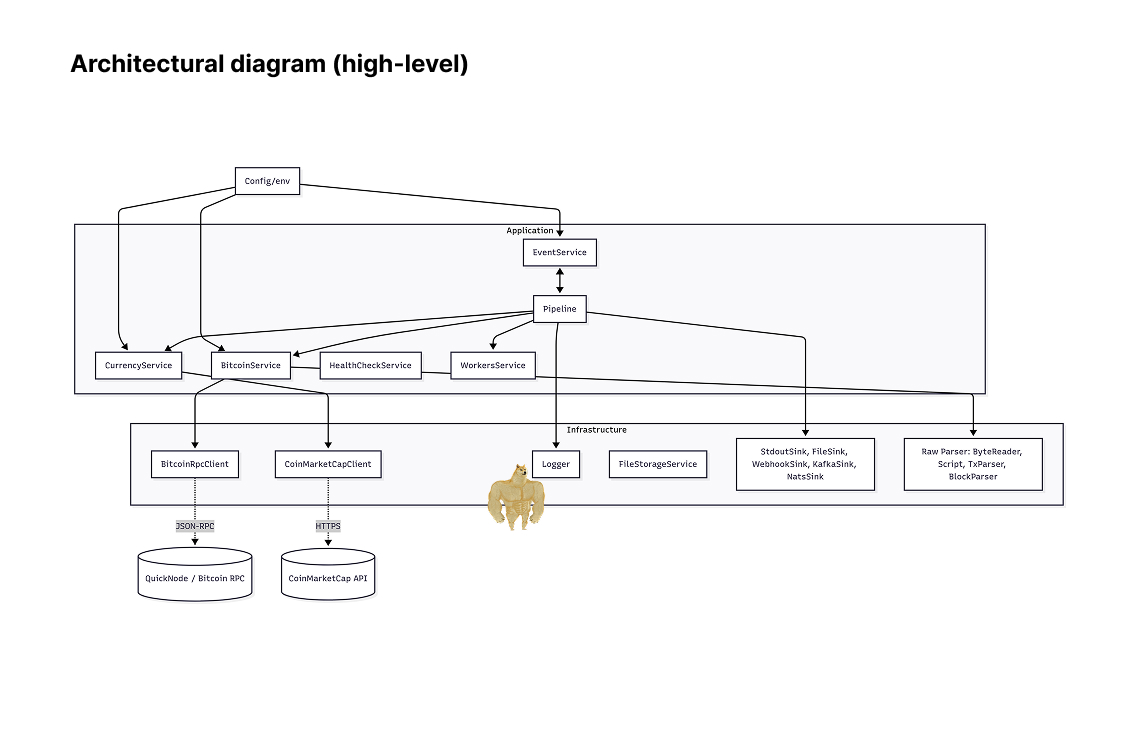 Architectural diagram (high-level)
Config/env
Application
EventService
Pipeline
CurrencyService
BitcoinService
HealthCheckService
WorkersService
Infrastructure
BitcoinRpcClient
CoinMarketCapClient
Logger
FileStorageService
StdoutSink, FileSink,
WebhookSink, KafkaSink,
NatsSink
Raw Parser: ByteReader,
Script, TxParser,
BlockParser
JSON-RPC
HTTPS
QuickNode / Bitcoin RPC
CoinMarketCap API